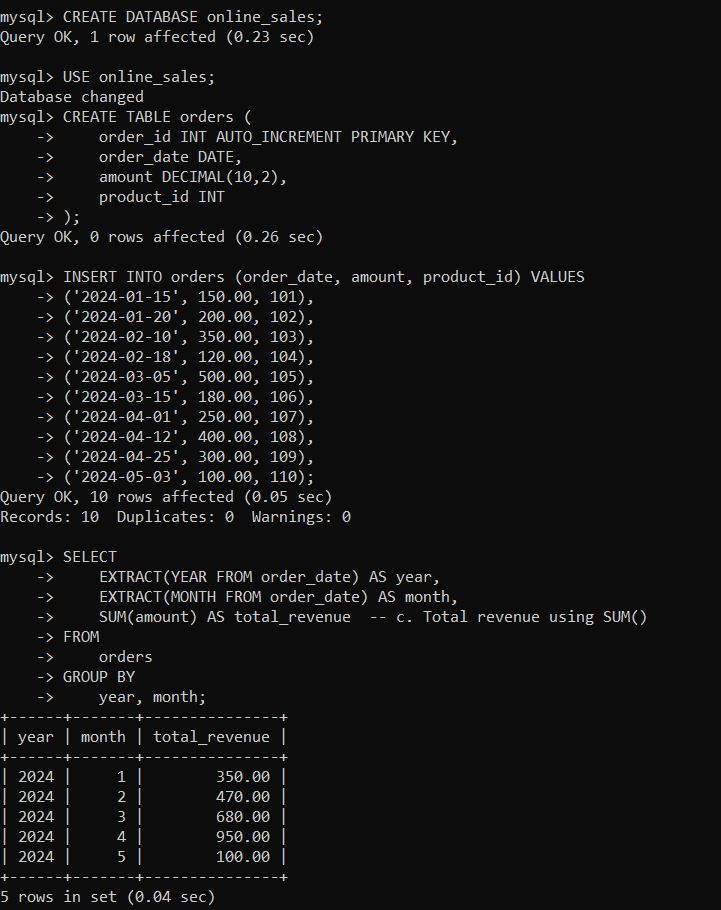 mysql> CREATE DATABASE online_sales;
Query OK, 1 row affected (0.23 sec)

mysql> USE online_sales;
Database changed
mysql> CREATE TABLE orders (
    ->     order_id INT AUTO_INCREMENT PRIMARY KEY,
    ->     order_date DATE,
    ->     amount DECIMAL(10,2),
    ->     product_id INT
    -> );
Query OK, 0 rows affected (0.26 sec)

mysql> INSERT INTO orders (order_date, amount, product_id) VALUES
    -> ('2024-01-15', 150.00, 101),
    -> ('2024-01-20', 200.00, 102),
    -> ('2024-02-10', 350.00, 103),
    -> ('2024-02-18', 120.00, 104),
    -> ('2024-03-05', 500.00, 105),
    -> ('2024-03-15', 180.00, 106),
    -> ('2024-04-01', 250.00, 107),
    -> ('2024-04-12', 400.00, 108),
    -> ('2024-04-25', 300.00, 109),
    -> ('2024-05-03', 100.00, 110);
Query OK, 10 rows affected (0.05 sec)
Records: 10  Duplicates: 0  Warnings: 0

mysql> SELECT
    ->     EXTRACT(YEAR FROM order_date) AS year,
    ->     EXTRACT(MONTH FROM order_date) AS month,
    ->     SUM(amount) AS total_revenue  -- c. Total revenue using SUM()
    -> FROM
    ->     orders
    -> GROUP BY
    ->     year, month;
+------+-------+---------------+
| year | month | total_revenue |
+------+-------+---------------+
| 2024 |     1 |        350.00 |
| 2024 |     2 |        470.00 |
| 2024 |     3 |        680.00 |
| 2024 |     4 |        950.00 |
| 2024 |     5 |        100.00 |
+------+-------+---------------+
5 rows in set (0.04 sec)